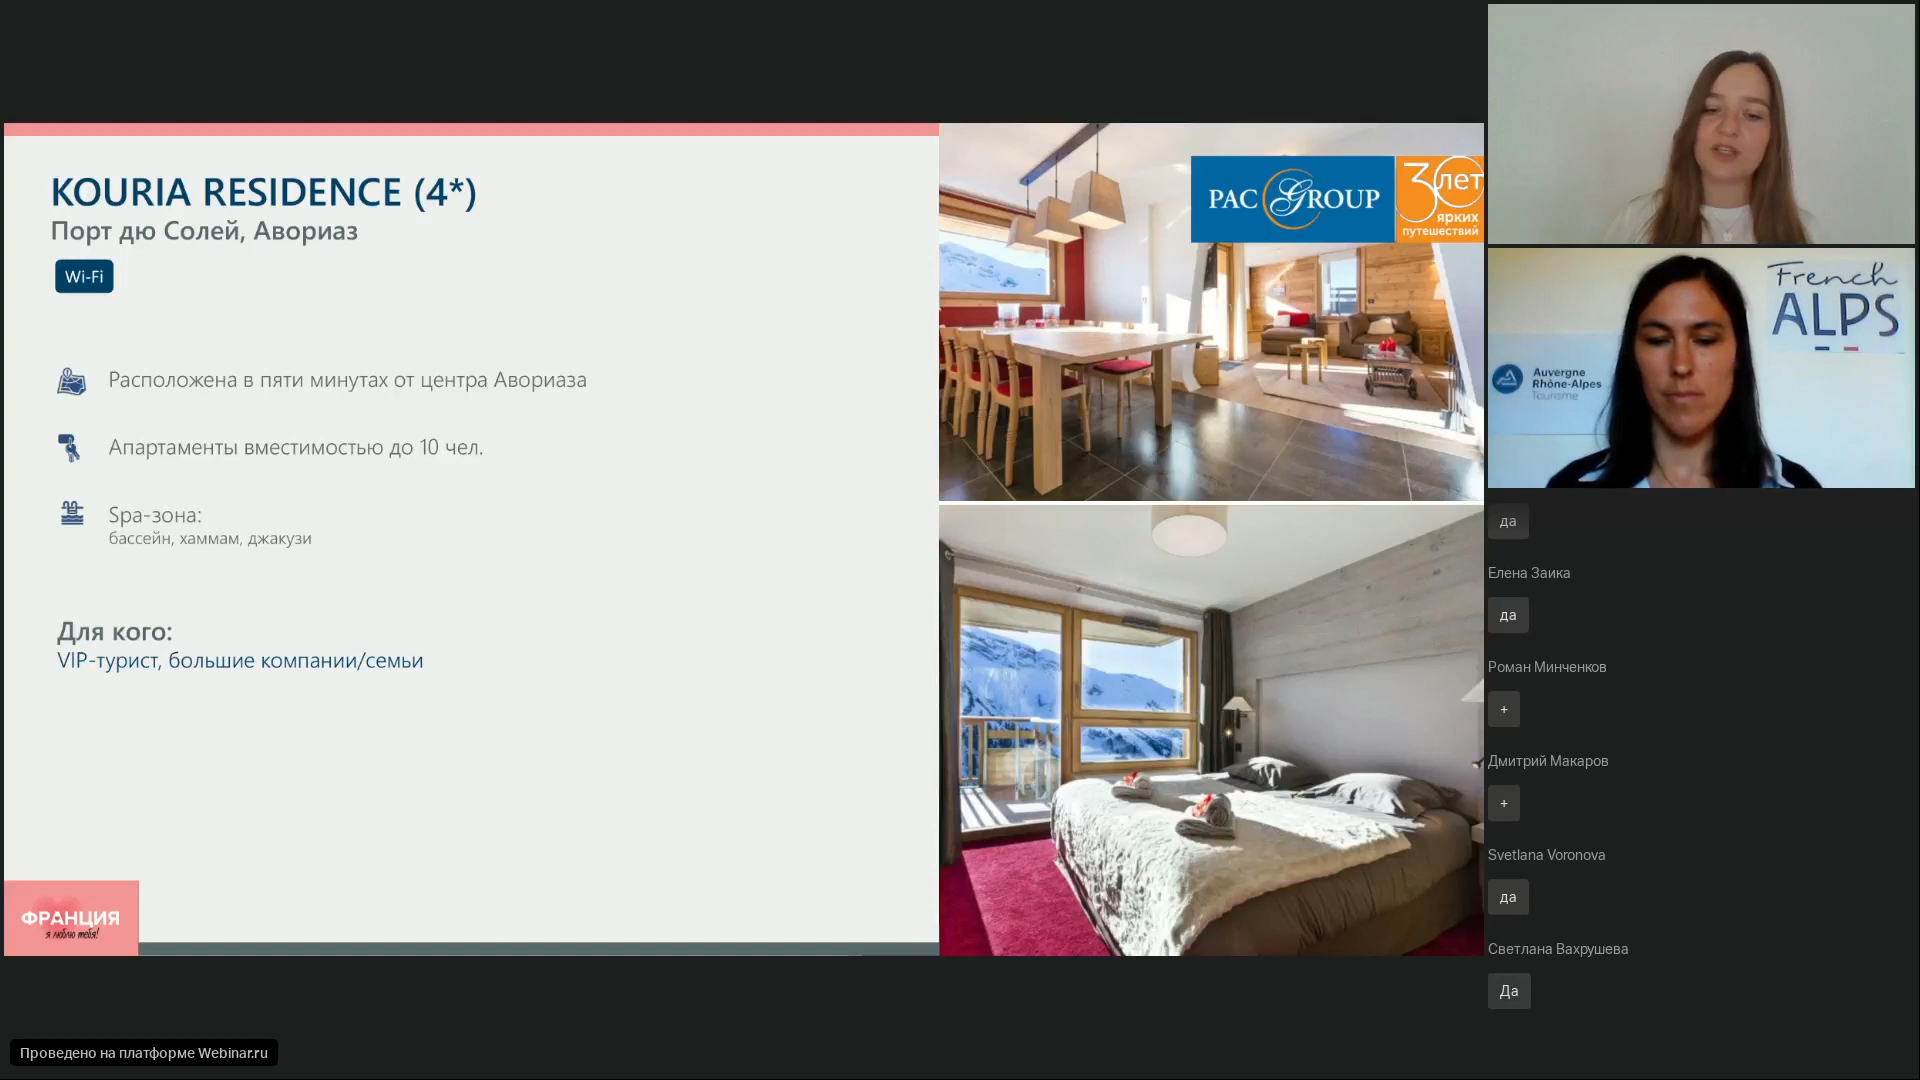 KOURIA RESIDENCE (4*)
Порт дю Солей, Авориаз
Wi-Fi
Расположена в пяти минутах от центра Авориаза
Апартаменты вместимостью до 10 чел.
Spa-зона:
бассейн, хаммам, джакузи
Для кого:
VIP-турист, большие компании/семьи
ФРАНЦИЯ
я люблю тебя!
PAC GROUP
30 лет
ярких
путешествий
French
ALPS
Auvergne
Rhône-Alpes
Tourisme
да
Елена Заика
да
Роман Минченков
+
Дмитрий Макаров
+
Svetlana Voronova
да
Светлана Вахрушева
Да
Проведено на платформе Webinar.ru